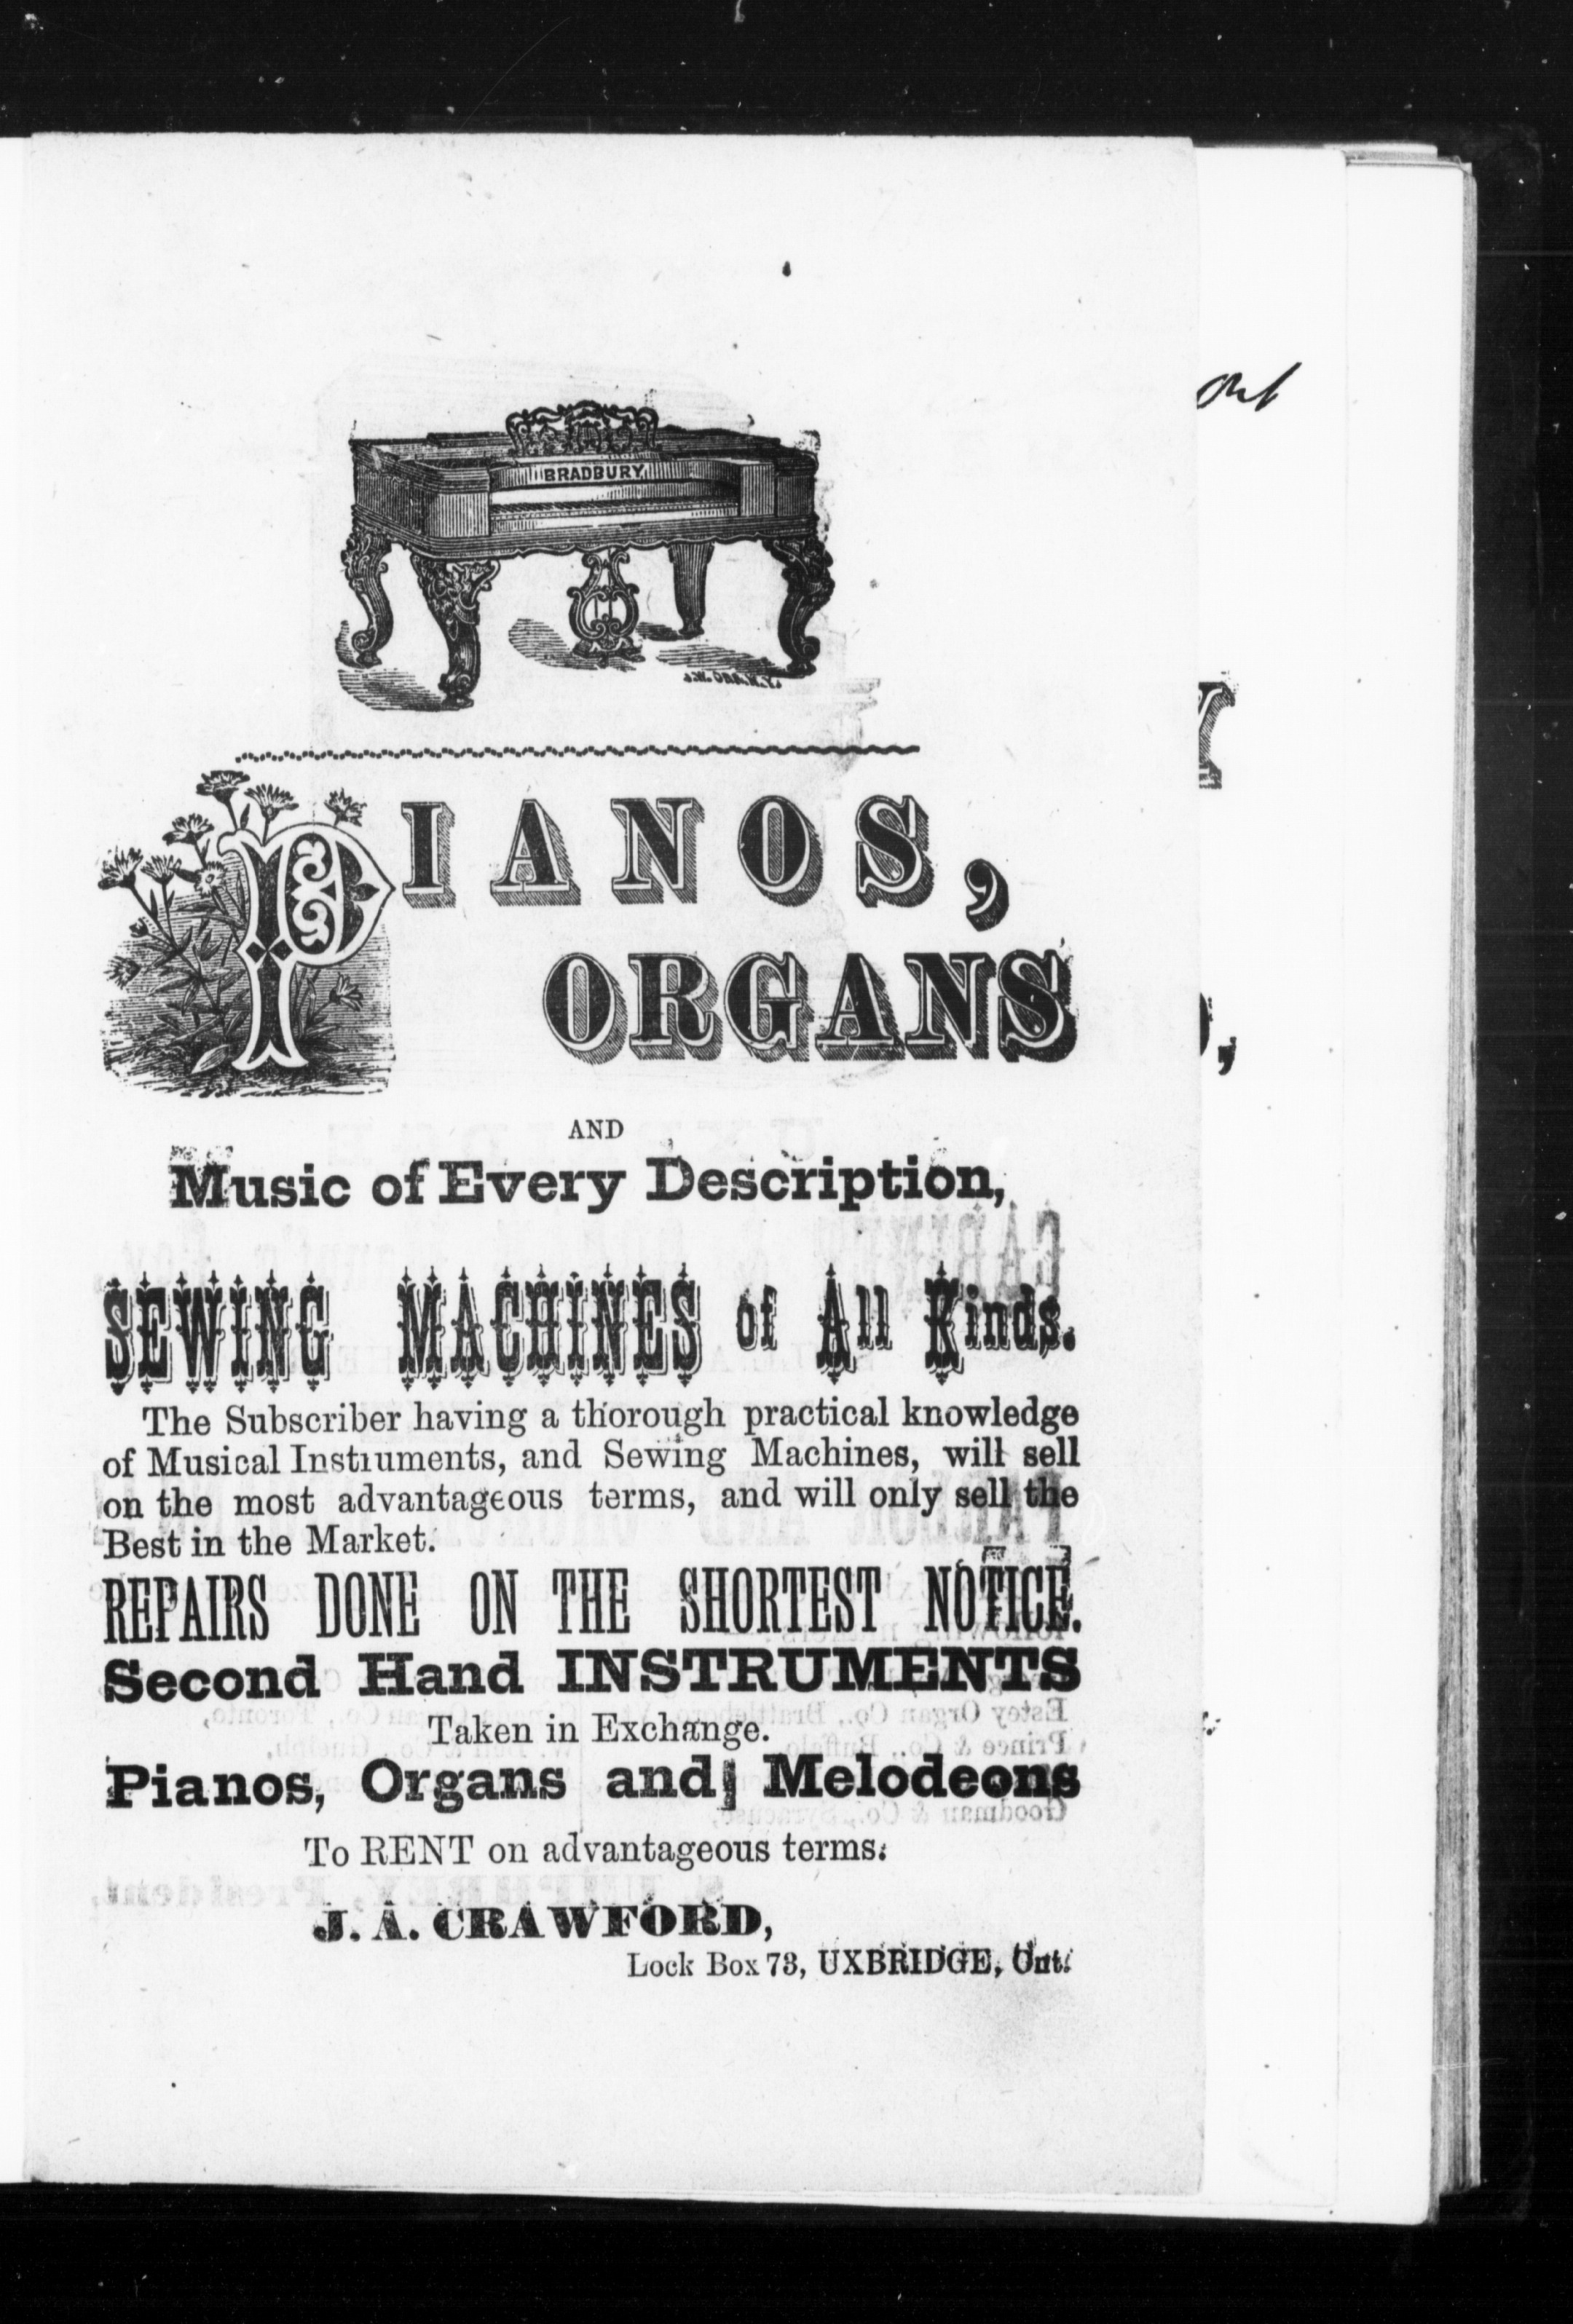 Ont
BRADBURY
J.W. ORR. N.Y.
PIANOS,
ORGANS
AND
Music of Every Description,
SEWING MACHINES of All Kinds.
The Subscriber having a thorough practical knowledge
of Musical Instruments, and Sewing Machines, will sell
on the most advantageous terms, and will only sell the
Best in the Market.
REPAIRS DONE ON THE SHORTEST NOTICE.
Second Hand INSTRUMENTS
Taken in Exchange.
Pianos, Organs and Melodeons
To RENT on advantageous terms.
J. A. CRAWFORD,
Lock Box 73, UXBRIDGE, Ont.